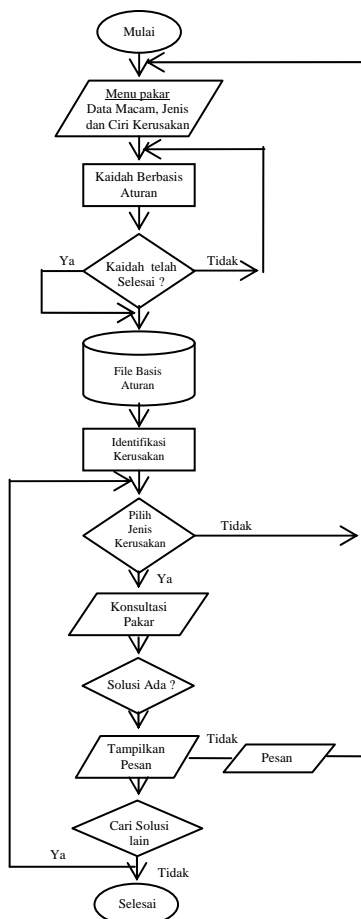 Mulai
Menu pakar
Data Macam, Jenis
dan Ciri Kerusakan
Kaidah Berbasis
Aturan
Ya
Kaidah telah
Selesai ?
Tidak
File Basis
Aturan
Identifikasi
Kerusakan
Pilih
Jenis
Kerusakan
Tidak
Ya
Konsultasi
Pakar
Solusi Ada ?
Tampilkan
Pesan
Tidak
Pesan
Cari Solusi
lain
Ya
Tidak
Selesai